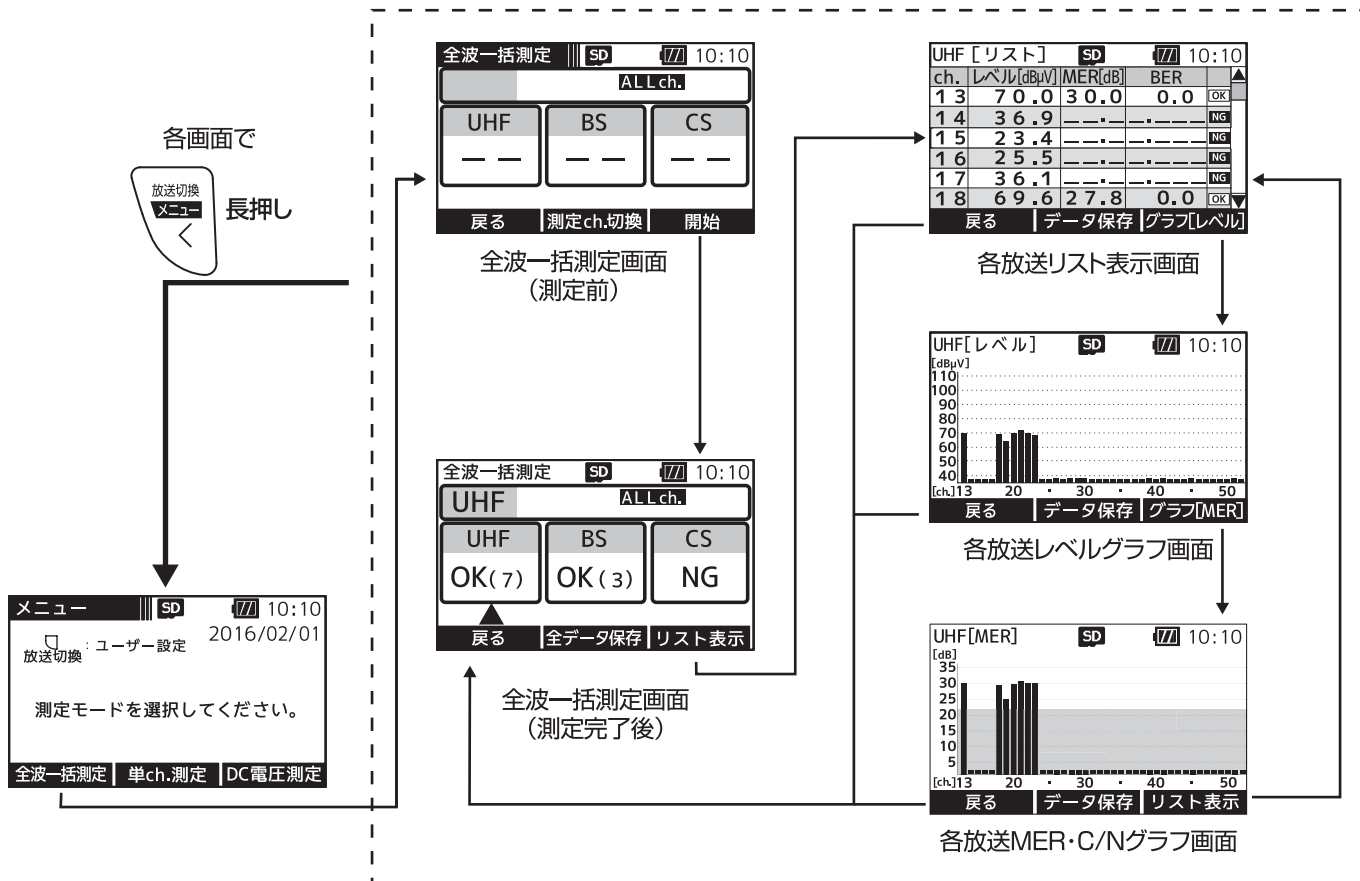 各画面で
放送切換
メニュー
長押し
メニュー SD 10:10
2016/02/01
放送切換 : ユーザー設定
測定モードを選択してください。
全波一括測定 単ch.測定 DC電圧測定
全波一括測定 SD 10:10
ALLch.
UHF BS CS
-- -- --
戻る 測定ch.切換 開始
全波一括測定画面
(測定前)
全波一括測定 SD 10:10
UHF ALLch.
UHF BS CS
OK(7) OK(3) NG
戻る 全データ保存 リスト表示
全波一括測定画面
(測定完了後)
UHF[リスト] SD 10:10
ch. レベル[dBμV] MER[dB] BER
13 70.0 30.0 0.0 OK
14 36.9 --.- -.--- NG
15 23.4 --.- -.--- NG
16 25.5 --.- -.--- NG
17 36.1 --.- -.--- NG
18 69.6 27.8 0.0 OK
戻る データ保存 グラフ[レベル]
各放送リスト表示画面
UHF[レベル] SD 10:10
[dBμV]
110
100
90
80
70
60
50
40
[ch.]13 20 · 30 · 40 · 50
戻る データ保存 グラフ[MER]
各放送レベルグラフ画面
UHF[MER] SD 10:10
[dB]
35
30
25
20
15
10
5
[ch.]13 20 · 30 · 40 · 50
戻る データ保存 リスト表示
各放送MER・C/Nグラフ画面